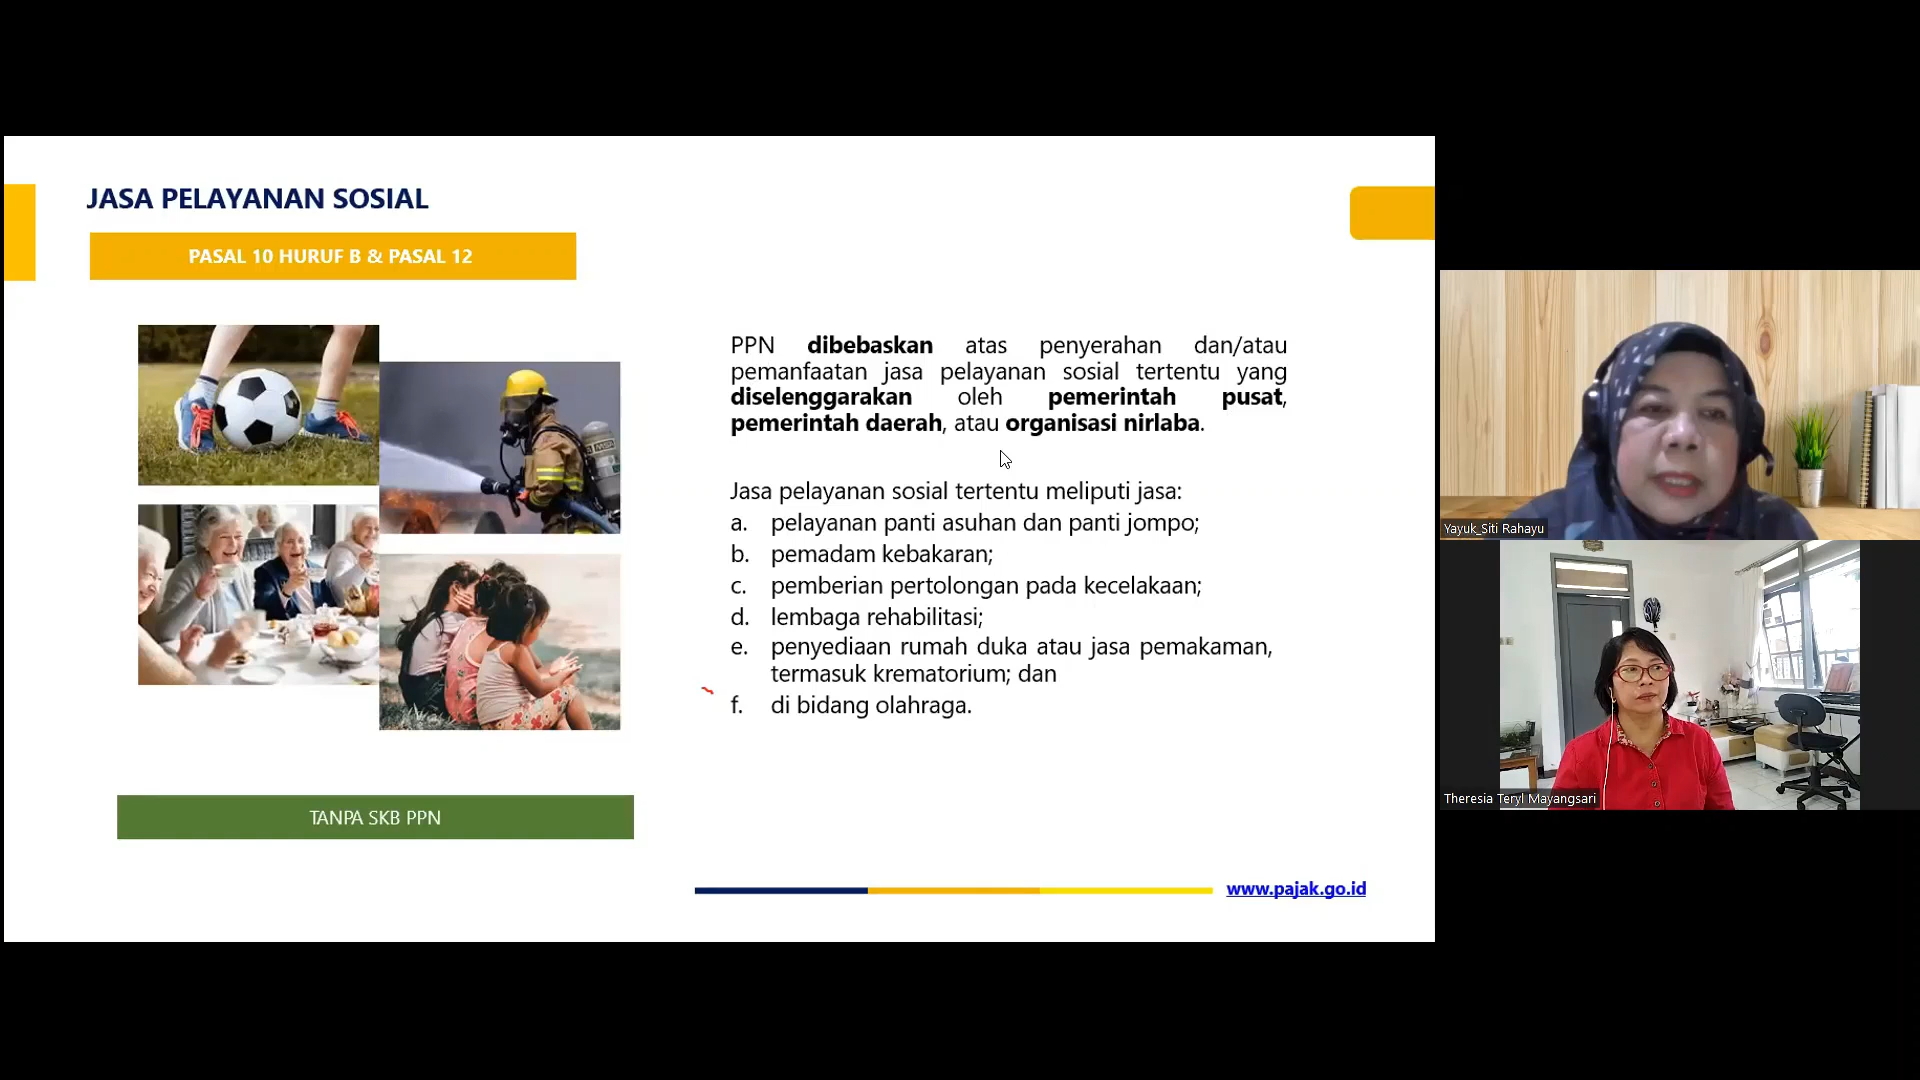 JASA PELAYANAN SOSIAL
PASAL 10 HURUF B & PASAL 12
PPN dibebaskan atas penyerahan dan/atau
pemanfaatan jasa pelayanan sosial tertentu yang
diselenggarakan oleh pemerintah pusat,
pemerintah daerah, atau organisasi nirlaba.
Jasa pelayanan sosial tertentu meliputi jasa:
a. pelayanan panti asuhan dan panti jompo;
b. pemadam kebakaran;
c. pemberian pertolongan pada kecelakaan;
d. lembaga rehabilitasi;
e. penyediaan rumah duka atau jasa pemakaman,
termasuk krematorium; dan
f. di bidang olahraga.
TANPA SKB PPN
www.pajak.go.id
Yayuk_Siti Rahayu
Theresia Teryl Mayangsari